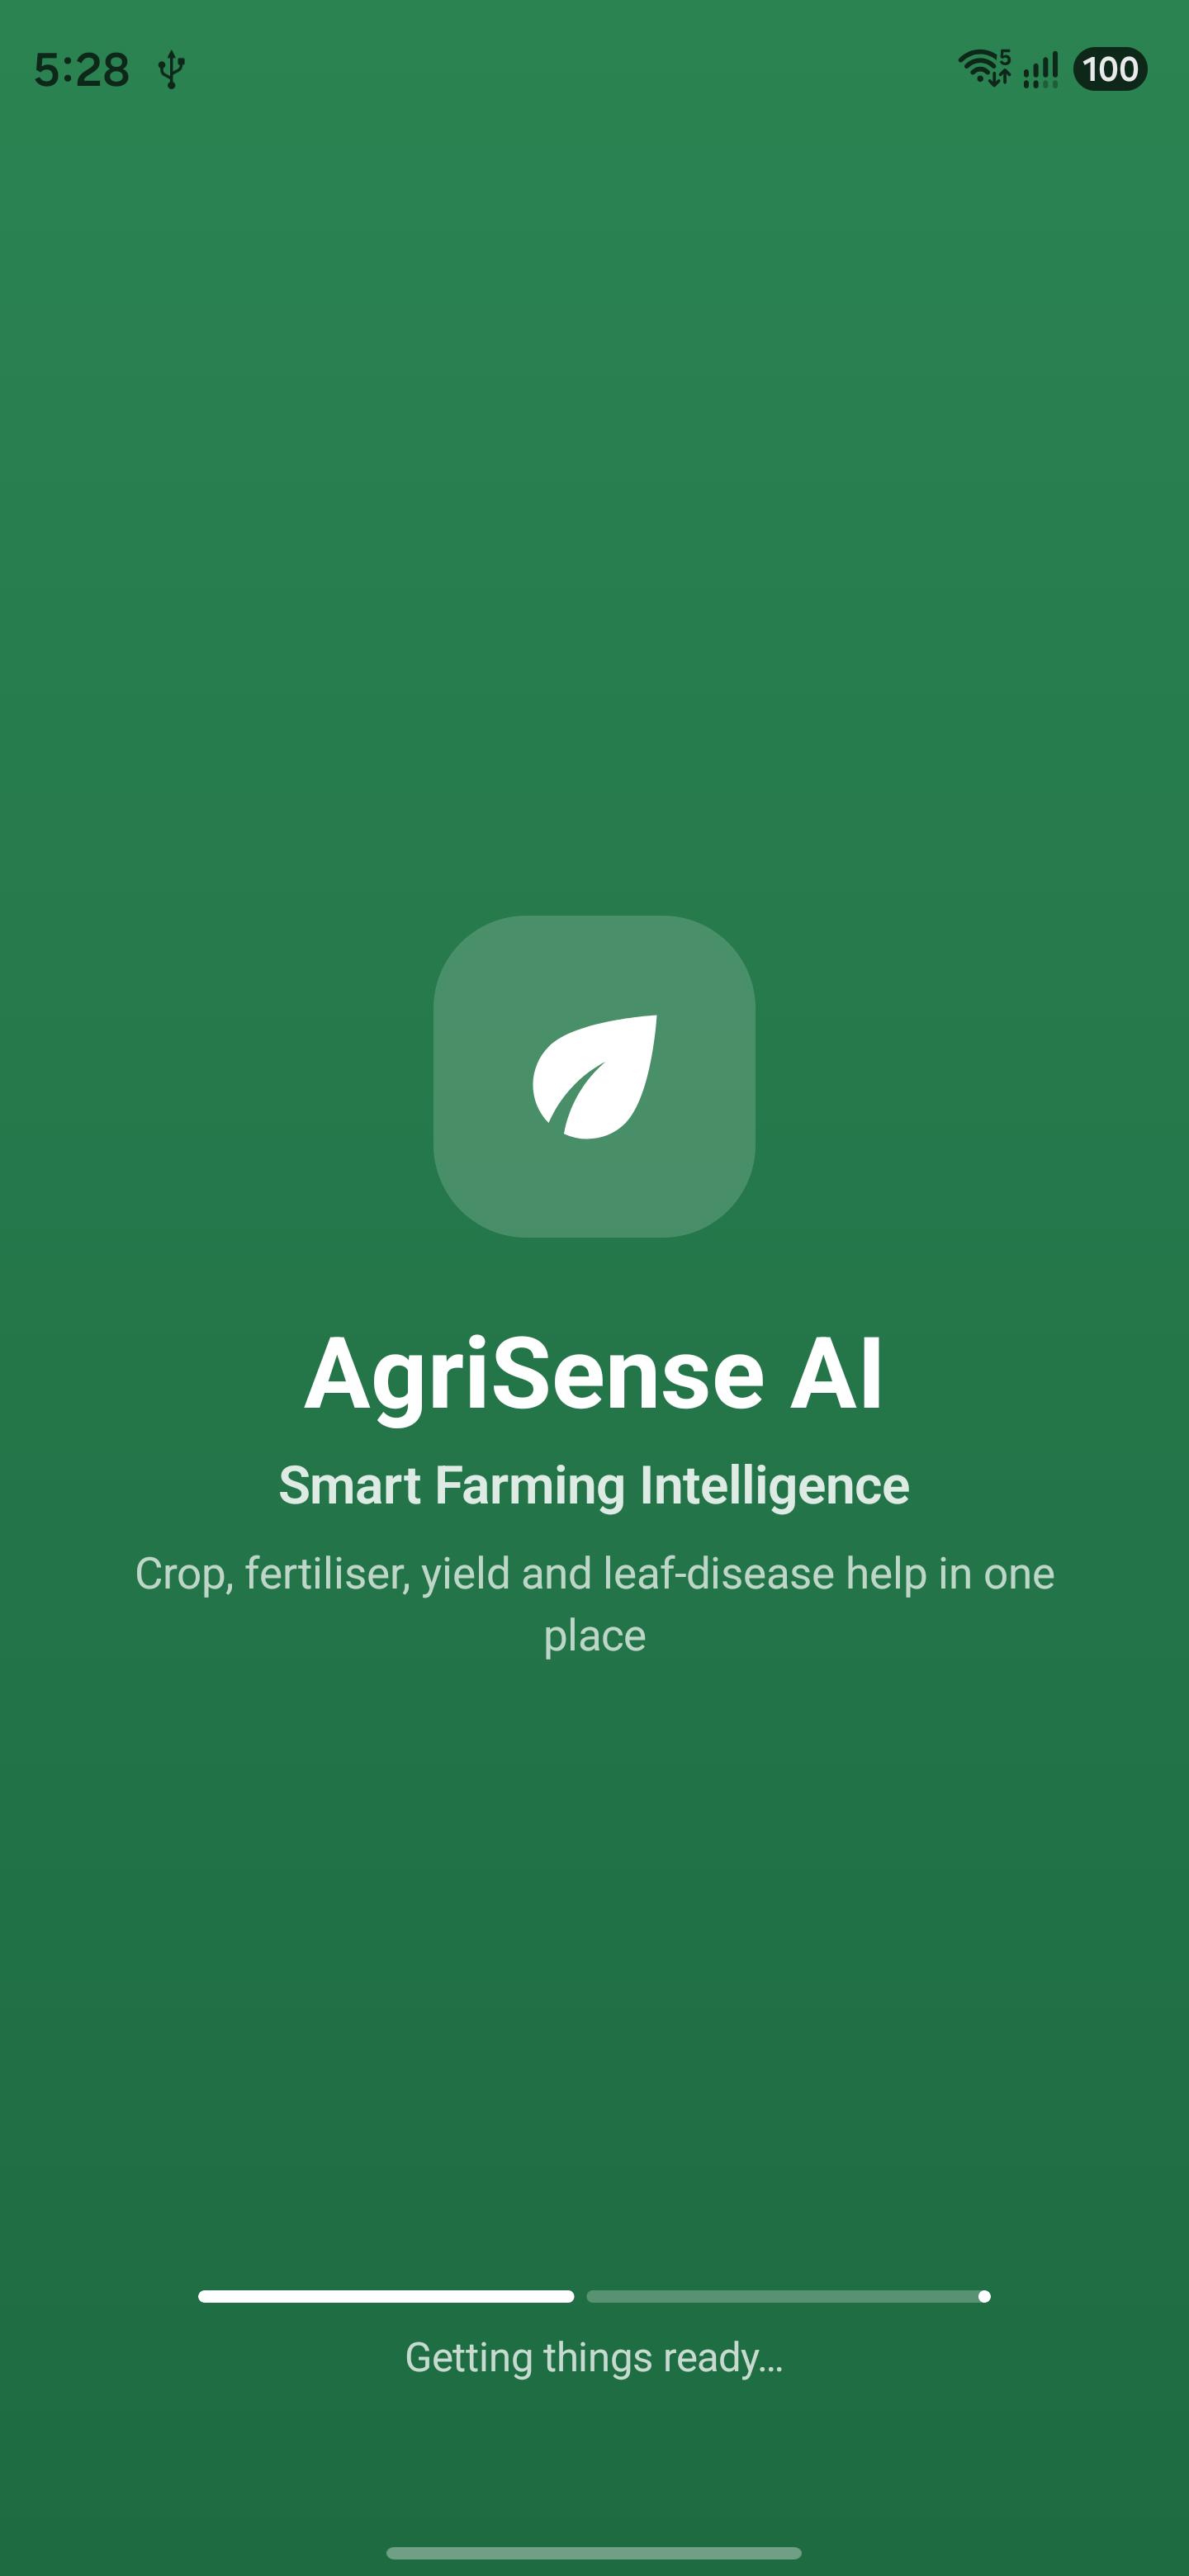 5:28
5
100
AgriSense AI
Smart Farming Intelligence
Crop, fertiliser, yield and leaf-disease help in one
place
Getting things ready…